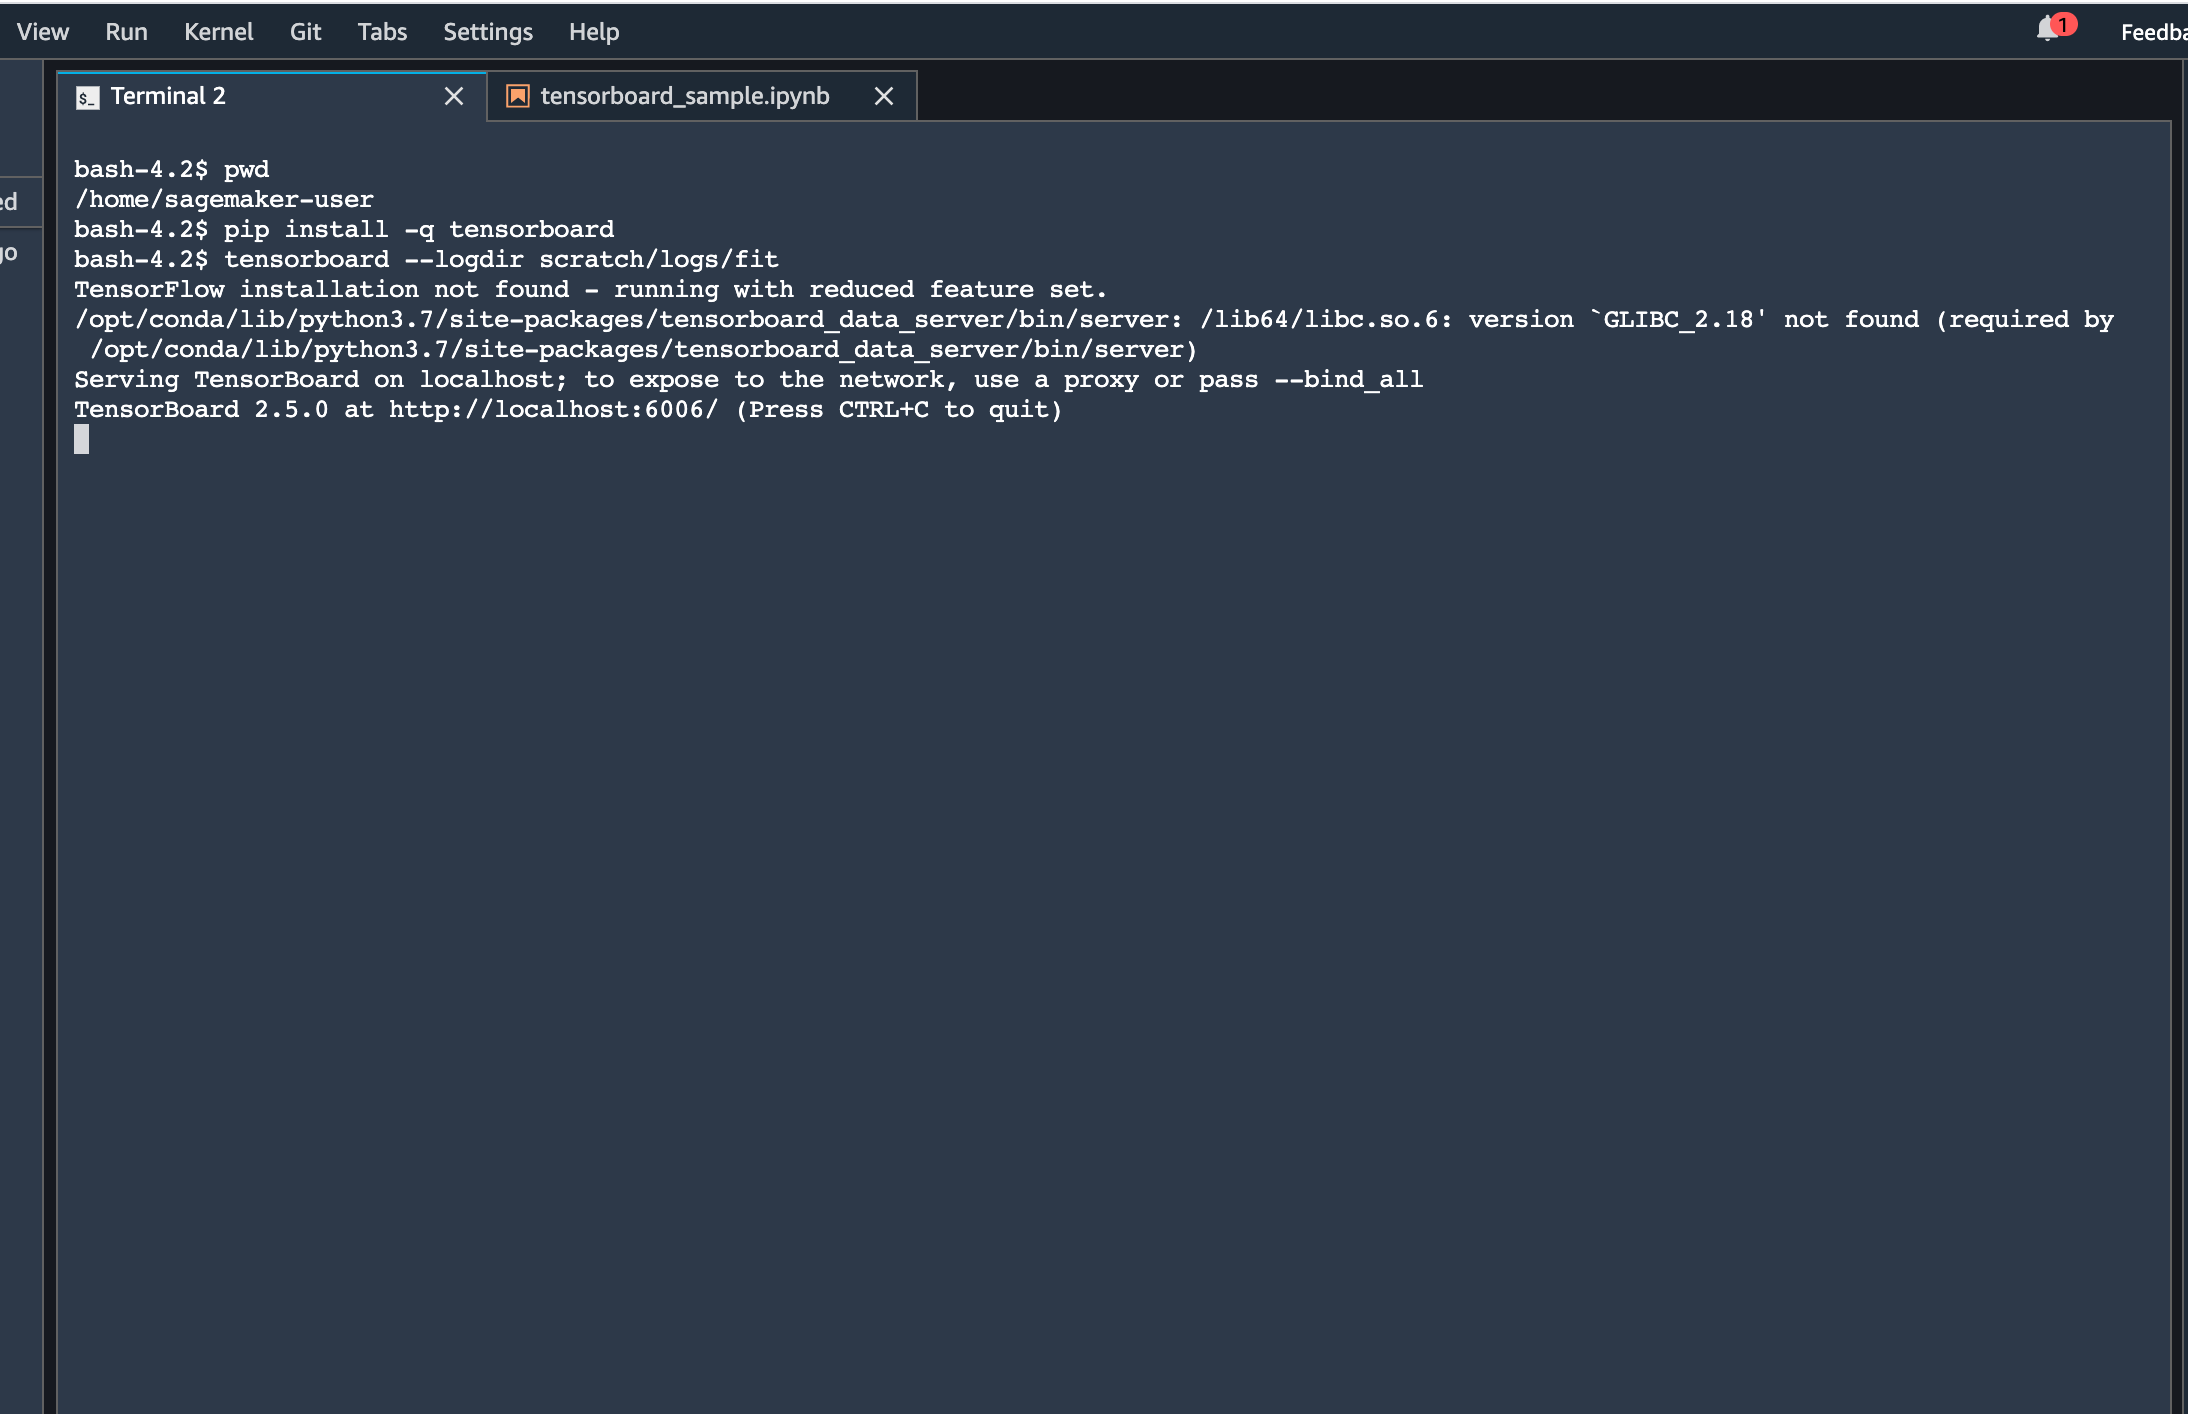 View Run Kernel Git Tabs Settings Help 1
$_ Terminal 2 tensorboard_sample.ipynb
bash-4.2$ pwd
/home/sagemaker-user
bash-4.2$ pip install -q tensorboard
bash-4.2$ tensorboard --logdir scratch/logs/fit
TensorFlow installation not found - running with reduced feature set.
/opt/conda/lib/python3.7/site-packages/tensorboard_data_server/bin/server: /lib64/libc.so.6: version `GLIBC_2.18' not found (required by
/opt/conda/lib/python3.7/site-packages/tensorboard_data_server/bin/server)
Serving TensorBoard on localhost; to expose to the network, use a proxy or pass --bind_all
TensorBoard 2.5.0 at http://localhost:6006/ (Press CTRL+C to quit)